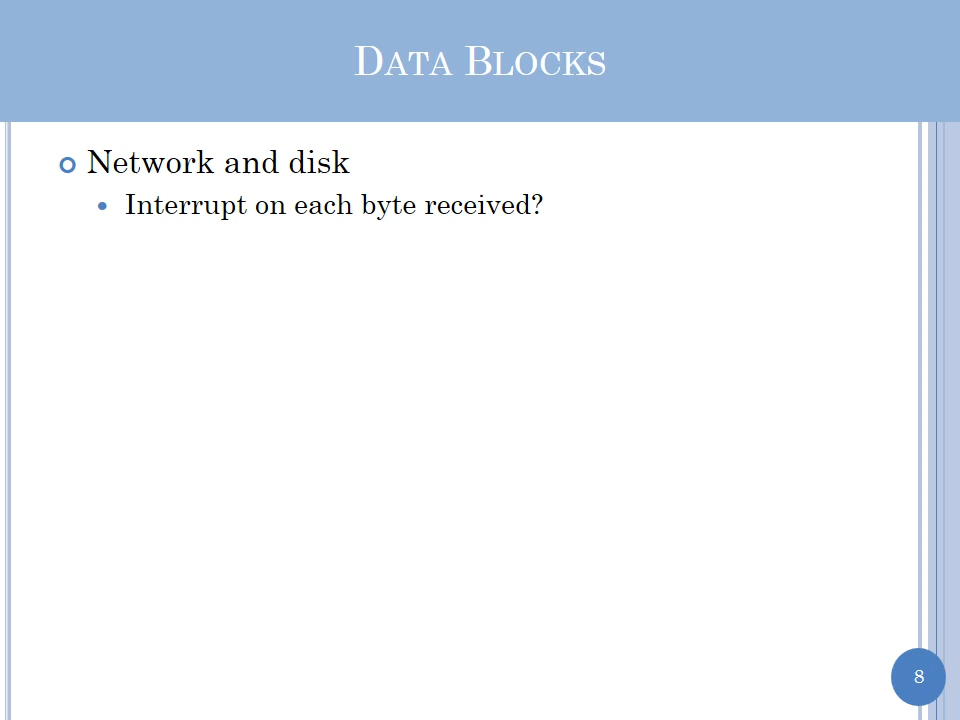 Data Blocks
Network and disk
Interrupt on each byte received?
8